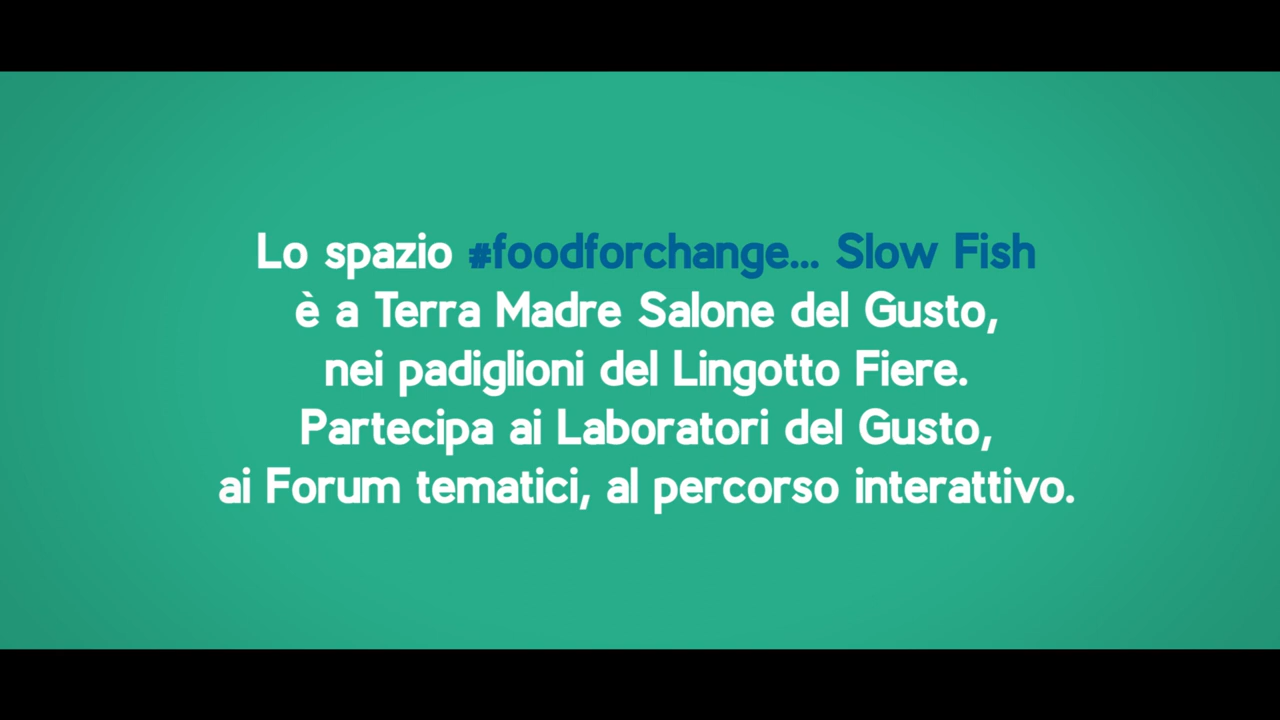 Lo spazio #foodforchange... Slow Fish
è a Terra Madre Salone del Gusto,
nei padiglioni del Lingotto Fiere.
Partecipa ai Laboratori del Gusto,
ai Forum tematici, al percorso interattivo.